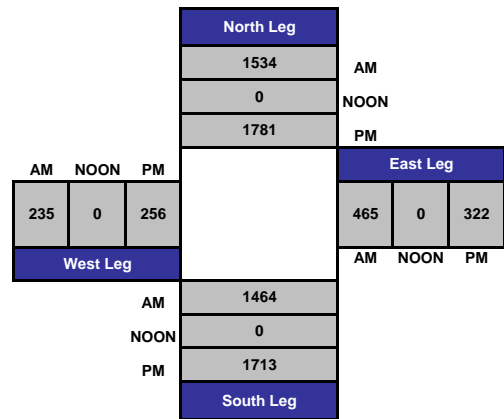 North Leg
1534 AM
0 NOON
1781 PM
AM NOON PM
East Leg
235 0 256
465 0 322
West Leg
AM NOON PM
AM 1464
NOON 0
PM 1713
South Leg